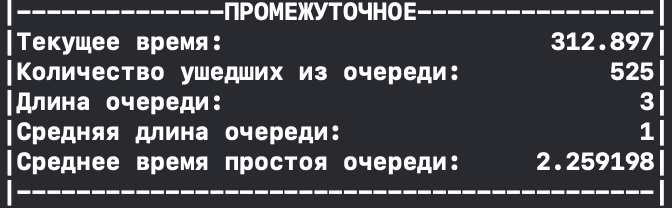 |--------------ПРОМЕЖУТОЧНОЕ----------------|
|Текущее время: 312.897|
|Количество ушедших из очереди: 525|
|Длина очереди: 3|
|Средняя длина очереди: 1|
|Среднее время простоя очереди: 2.259198|
|-------------------------------------------|